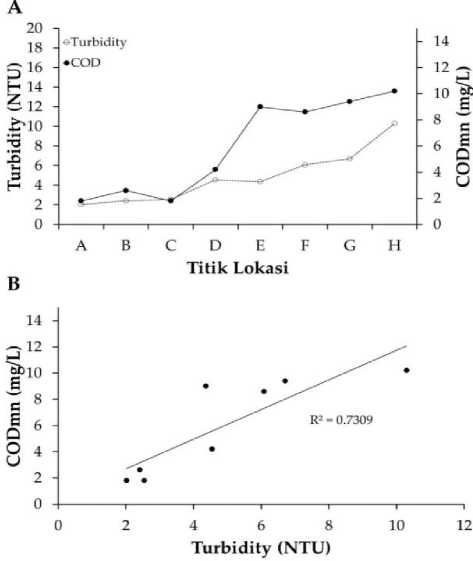 A
20
18
16
14
12
10
8
6
4
2
0
Turbidity (NTU)
Turbidity
COD
14
12
10
8
6
4
2
0
CODmn (mg/L)
A B C D E F G H
Titik Lokasi
B
14
12
10
8
6
4
2
0
CODmn (mg/L)
R² = 0.7309
0 2 4 6 8 10 12
Turbidity (NTU)